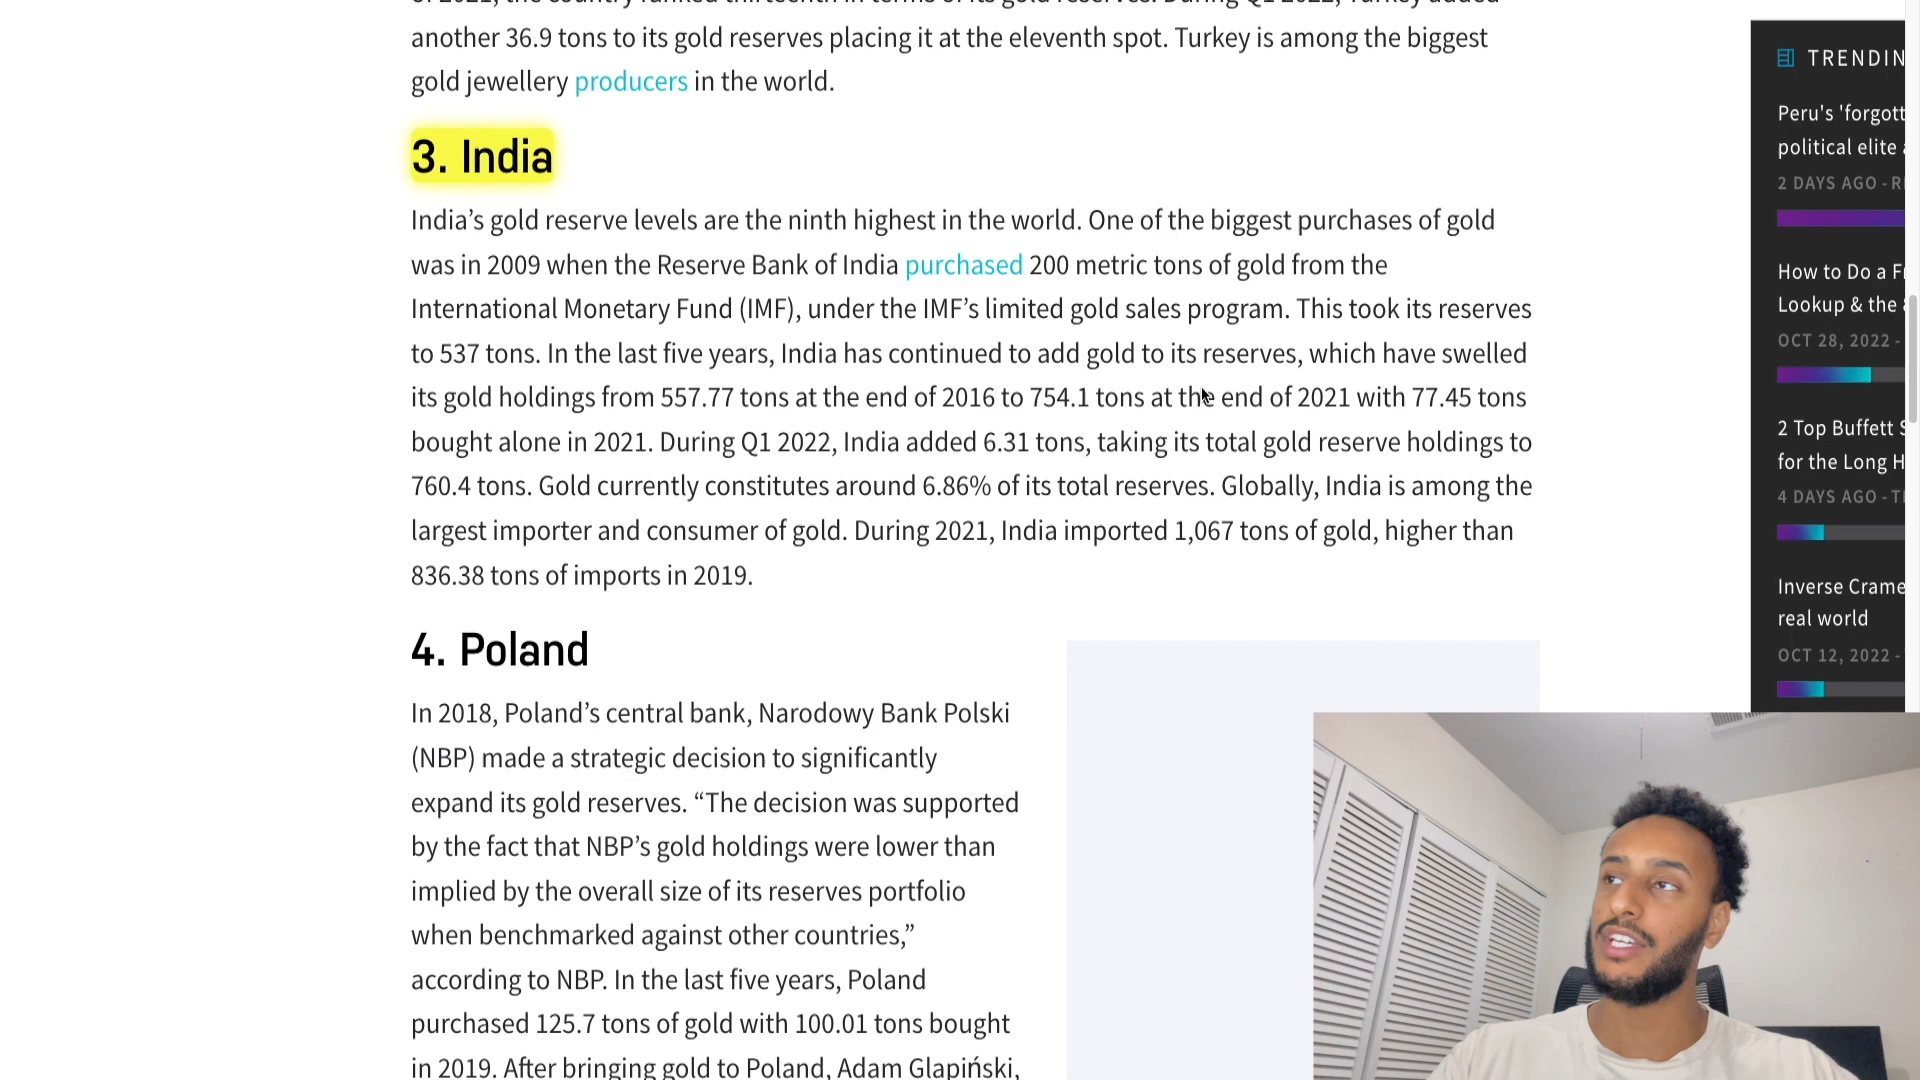 another 36.9 tons to its gold reserves placing it at the eleventh spot. Turkey is among the biggest
gold jewellery producers in the world.
3. India
India’s gold reserve levels are the ninth highest in the world. One of the biggest purchases of gold
was in 2009 when the Reserve Bank of India purchased 200 metric tons of gold from the
International Monetary Fund (IMF), under the IMF’s limited gold sales program. This took its reserves
to 537 tons. In the last five years, India has continued to add gold to its reserves, which have swelled
its gold holdings from 557.77 tons at the end of 2016 to 754.1 tons at the end of 2021 with 77.45 tons
bought alone in 2021. During Q1 2022, India added 6.31 tons, taking its total gold reserve holdings to
760.4 tons. Gold currently constitutes around 6.86% of its total reserves. Globally, India is among the
largest importer and consumer of gold. During 2021, India imported 1,067 tons of gold, higher than
836.38 tons of imports in 2019.
4. Poland
In 2018, Poland’s central bank, Narodowy Bank Polski
(NBP) made a strategic decision to significantly
expand its gold reserves. “The decision was supported
by the fact that NBP’s gold holdings were lower than
implied by the overall size of its reserves portfolio
when benchmarked against other countries,”
according to NBP. In the last five years, Poland
purchased 125.7 tons of gold with 100.01 tons bought
in 2019. After bringing gold to Poland, Adam Glapiński,
TRENDIN
Peru's 'forgott
political elite
2 DAYS AGO - R
How to Do a F
Lookup & the
OCT 28, 2022 -
2 Top Buffett S
for the Long H
4 DAYS AGO - T
Inverse Crame
real world
OCT 12, 2022 -